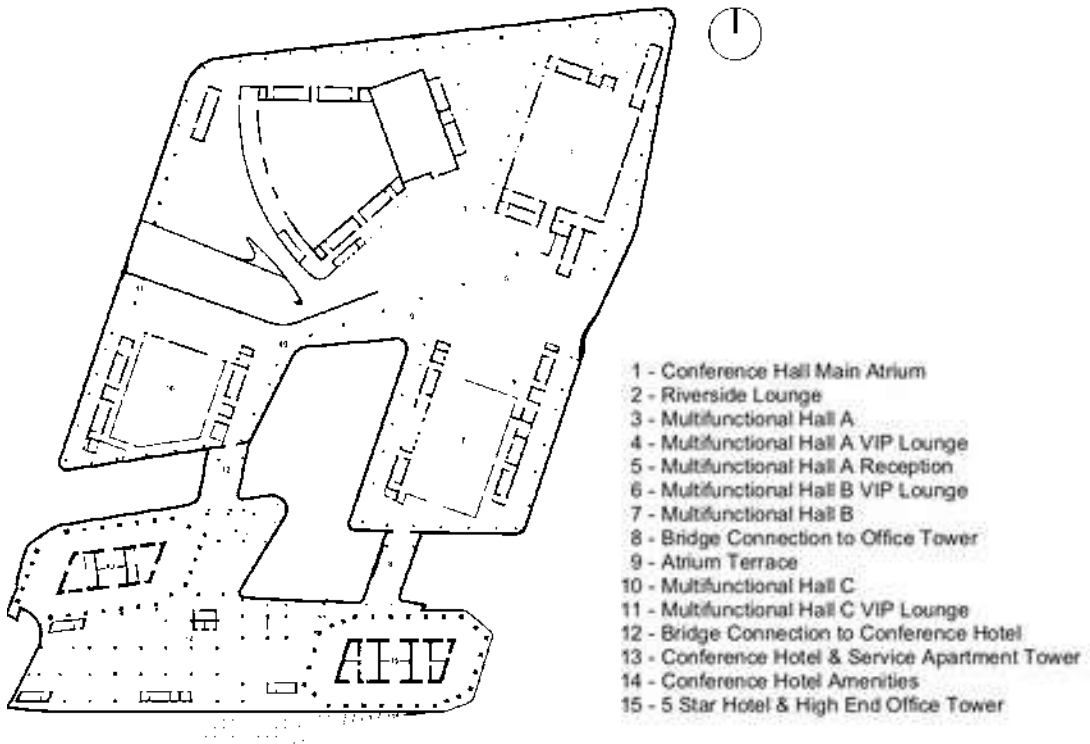 1 - Conference Hall Main Atrium
2 - Riverside Lounge
3 - Multifunctional Hall A
4 - Multifunctional Hall A VIP Lounge
5 - Multifunctional Hall A Reception
6 - Multifunctional Hall B VIP Lounge
7 - Multifunctional Hall B
8 - Bridge Connection to Office Tower
9 - Atrium Terrace
10 - Multifunctional Hall C
11 - Multifunctional Hall C VIP Lounge
12 - Bridge Connection to Conference Hotel
13 - Conference Hotel & Service Apartment Tower
14 - Conference Hotel Amenities
15 - 5 Star Hotel & High End Office Tower